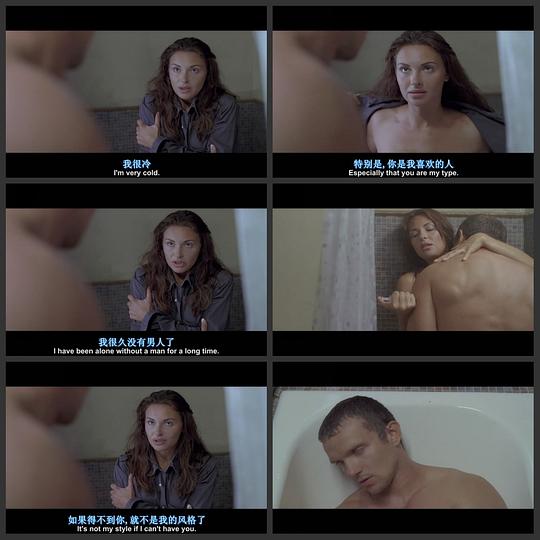 我很冷
I'm very cold.
特别是, 你是我喜欢的人
Especially that you are my type.
我很久没有男人了
I have been alone without a man for a long time.
如果得不到你, 就不是我的风格了
It's not my style if I can't have you.